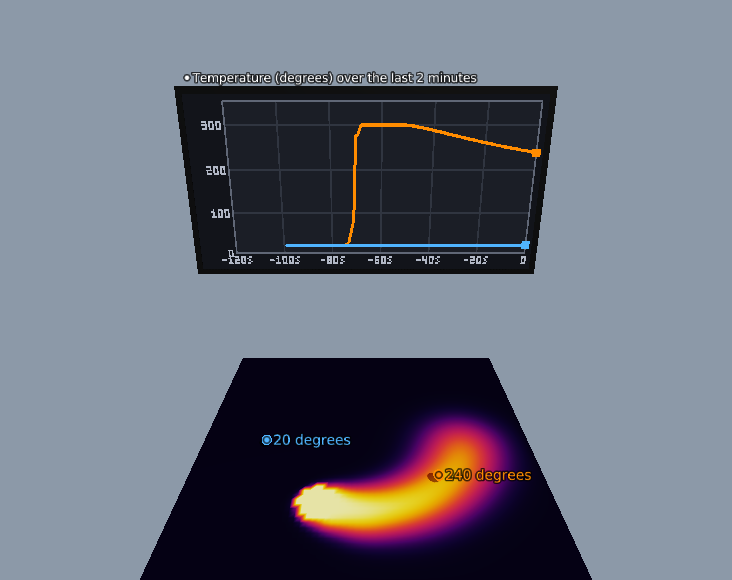 Temperature (degrees) over the last 2 minutes
300
200
100
0
-120s -100s -80s -60s -40s -20s 0
20 degrees
240 degrees